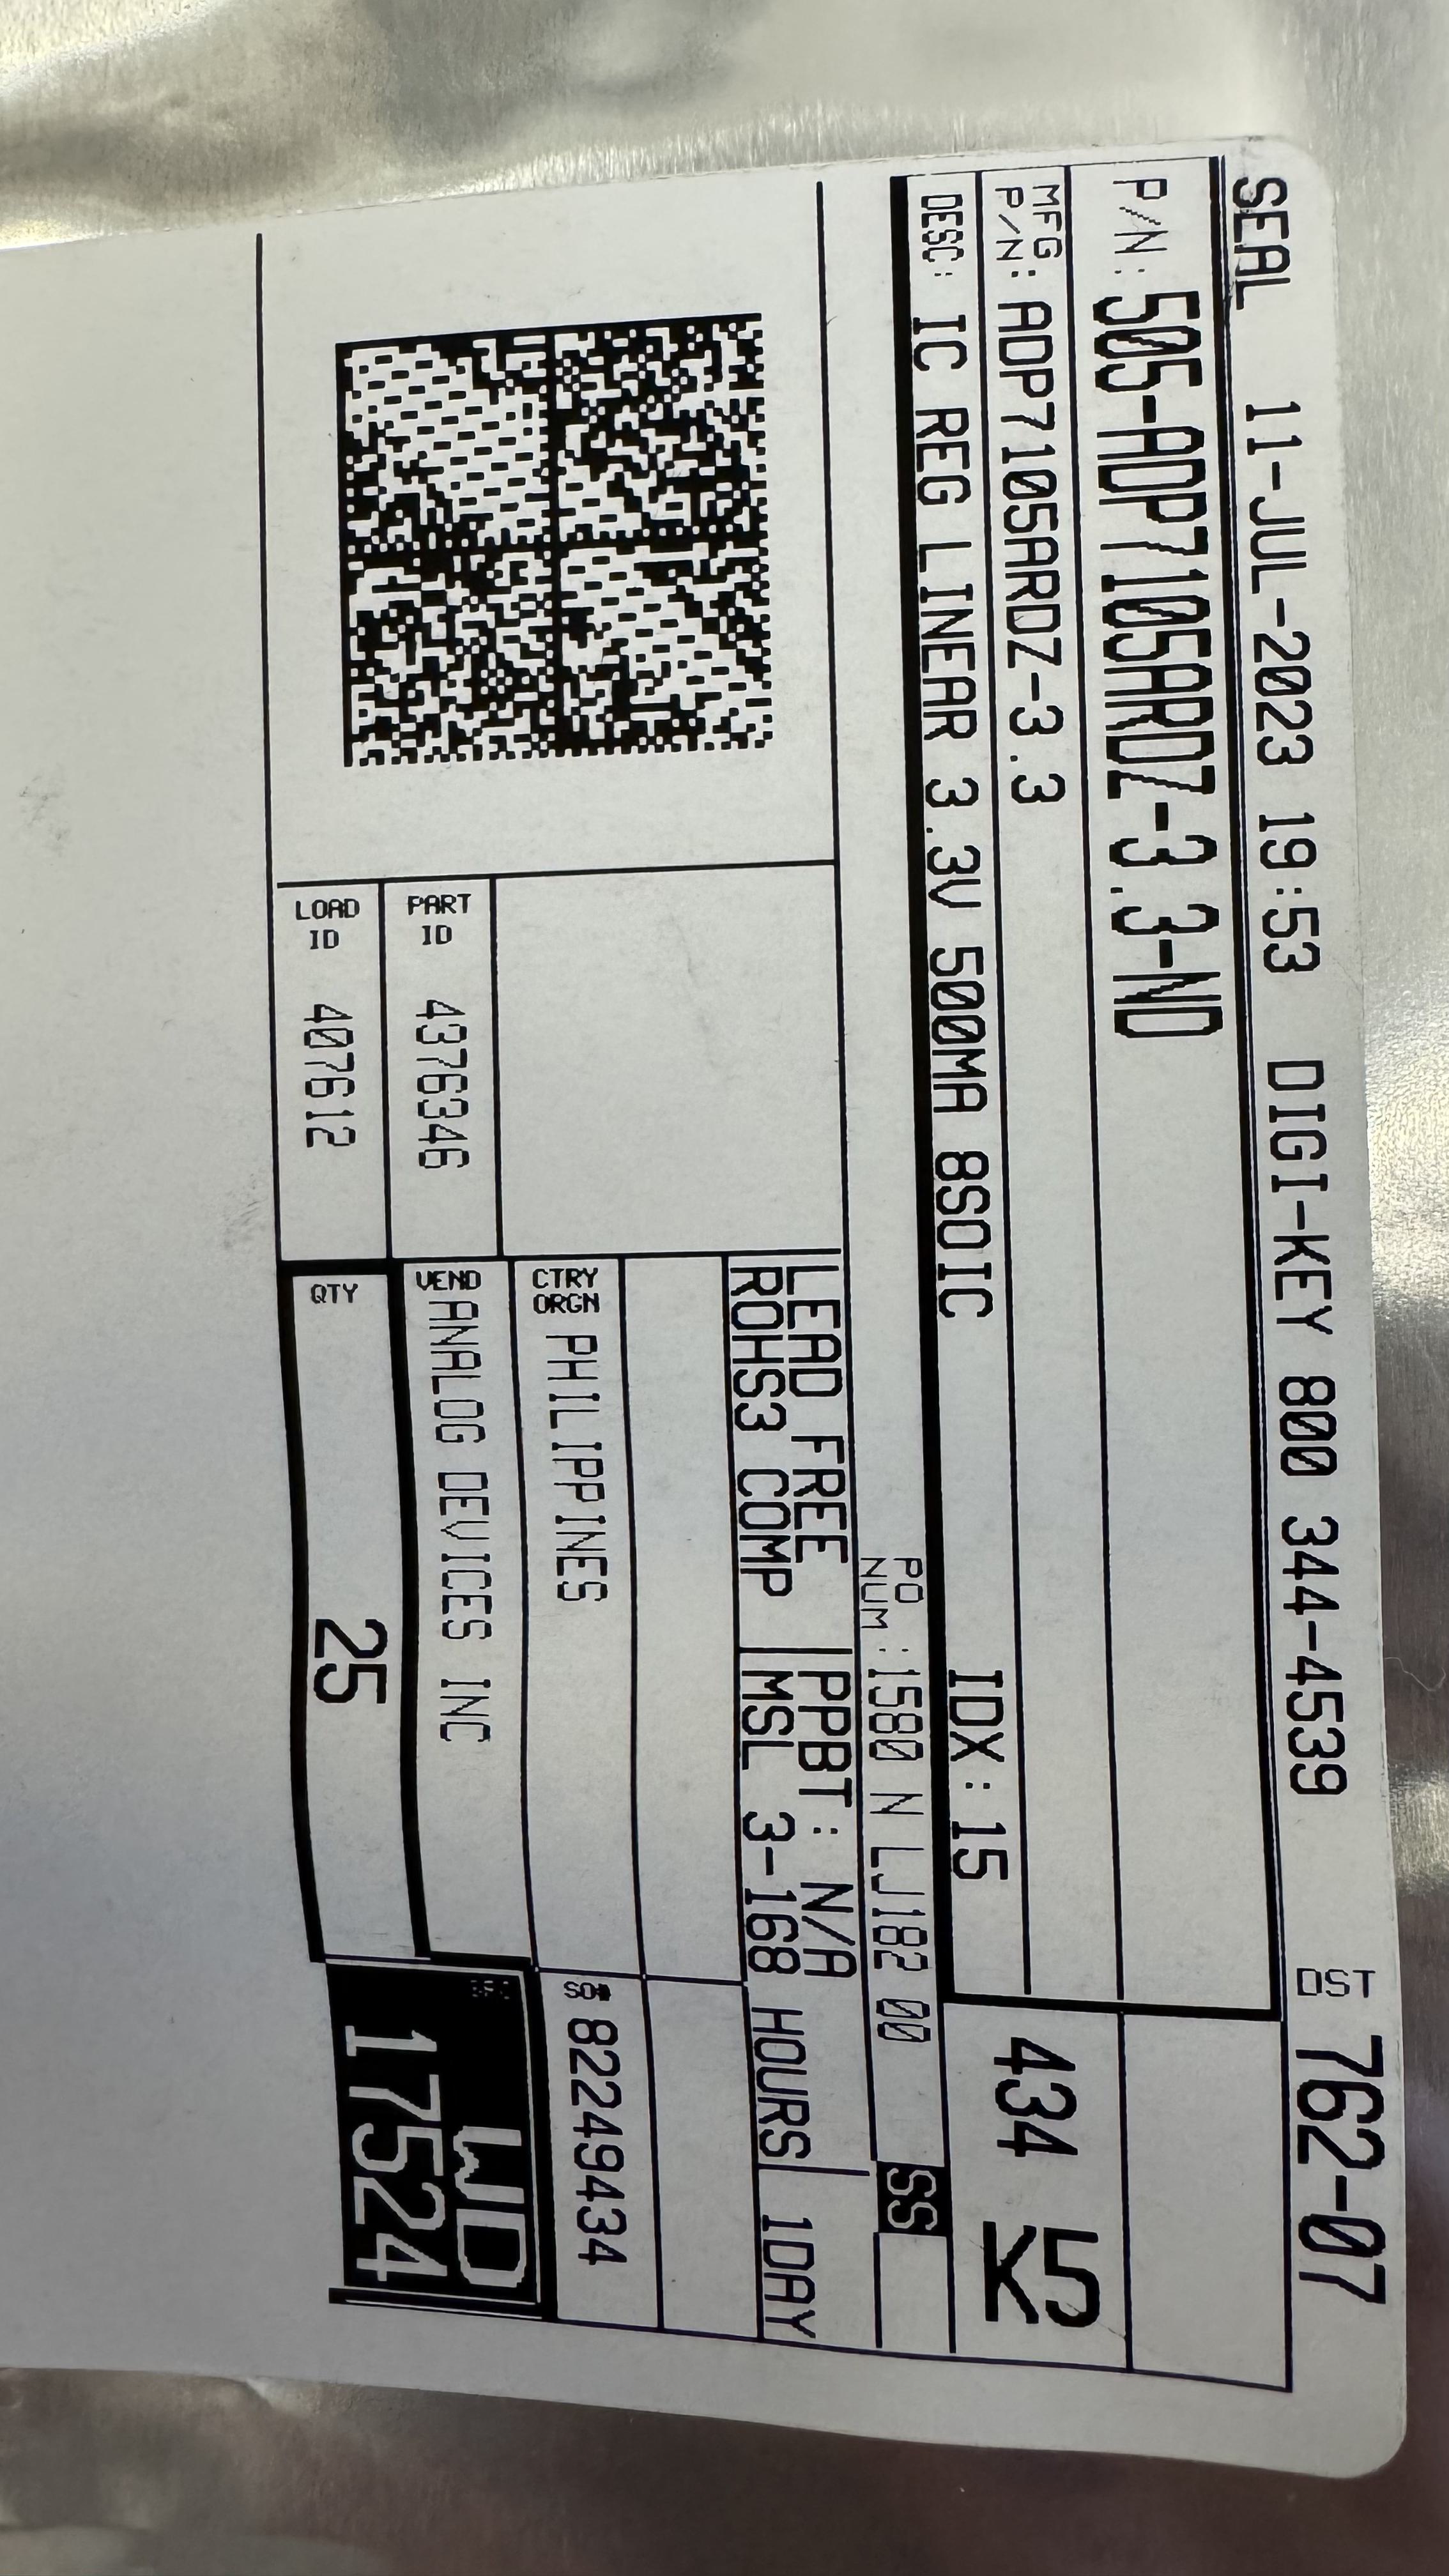 SEAL 11-JUL-2023 19:53 DIGI-KEY 800 344-4539 DST 762-07
P/N: 505-ADP7105ARDZ-3.3-ND
MFG P/N: ADP7105ARDZ-3.3
434 K5
DESC: IC REG LINEAR 3.3V 500MA 8SOIC IDX: 15
PO NUM :1580 N LJ182 00 SS
LEAD FREE PPBT: N/A
ROHS3 COMP MSL 3-168 HOURS 1DAY
CTRY ORGN PHILIPPINES SO# 82249434
PART ID 4376346 VEND ANALOG DEVICES INC WD
LOAD ID 407612 QTY 25 17524